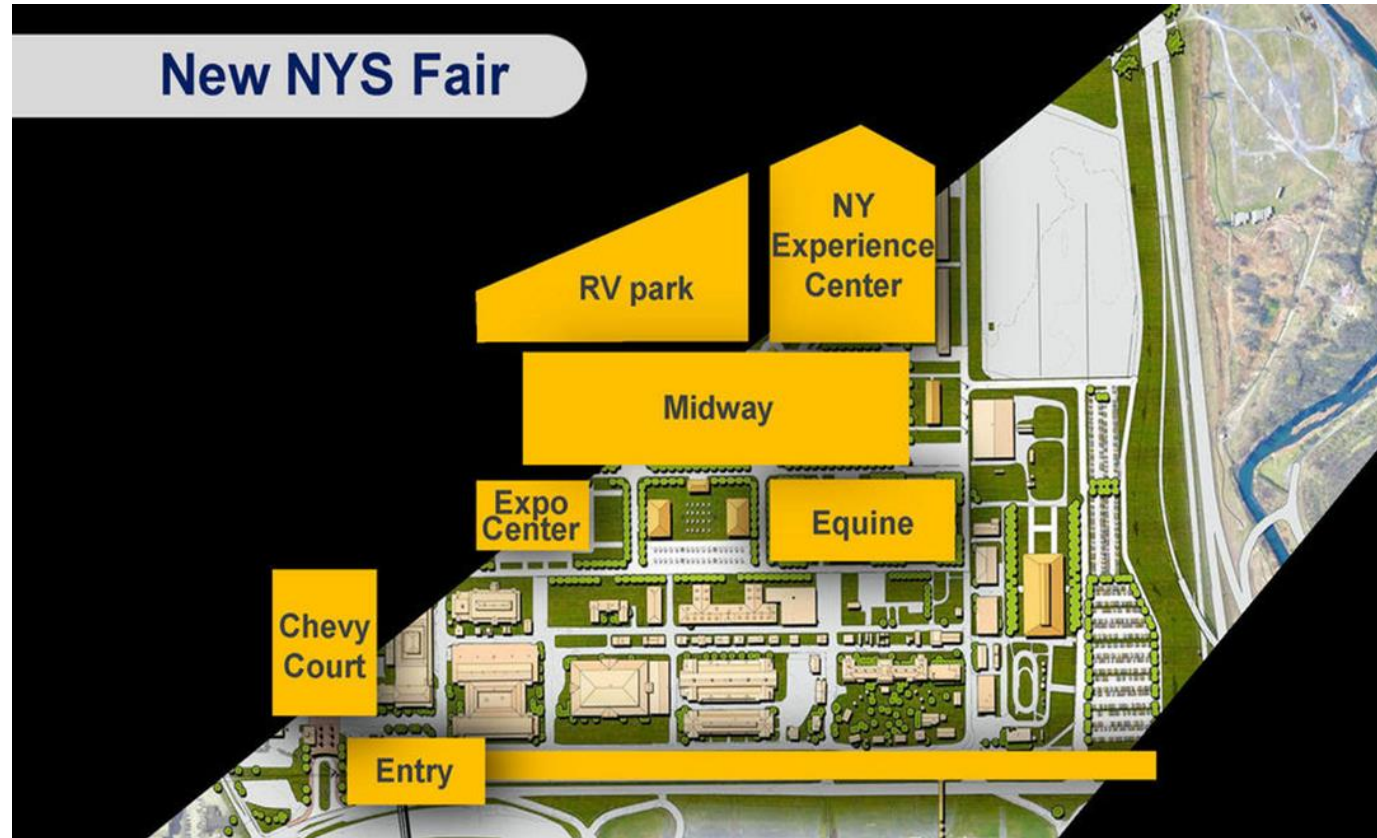 New NYS Fair
NY
Experience
Center
RV park
Midway
Expo
Center
Equine
Chevy
Court
Entry